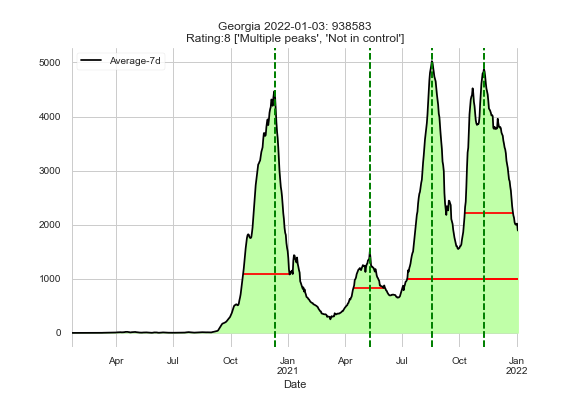 Georgia 2022-01-03: 938583
Rating:8 ['Multiple peaks', 'Not in control']
Average-7d
5000
4000
3000
2000
1000
0
Apr Jul Oct Jan Apr Jul Oct Jan
2021 2022
Date